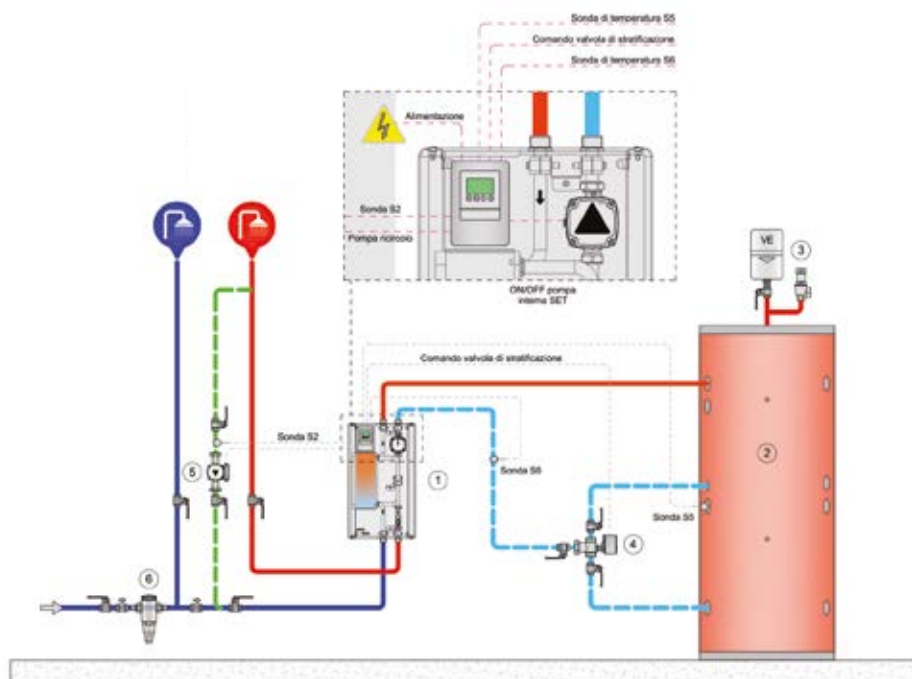 Sonda di temperatura S5
Comando valvola di stratificazione
Sonda di temperatura S6
Alimentazione
Sonda S2
Pompa ricircolo
ON/OFF pompa
interna SET
VE
3
Comando valvola di stratificazione
Sonda S2
5
1
Sonda S6
2
Sonda S5
4
6